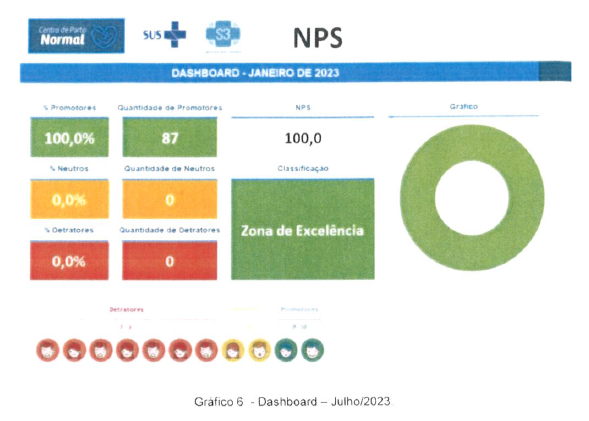 Centro de Parto
Normal
SUS
S3
NPS
DASHBOARD - JANEIRO DE 2023
% Promotores
Quantidade de Promotores
NPS
Gráfico
100,0%
87
100,0
% Neutros
Quantidade de Neutros
Classificação
0,0%
0
Zona de Excelência
% Detratores
Quantidade de Detratores
0,0%
0
Detratores
Promotores
Gráfico 6 - Dashboard – Julho/2023.